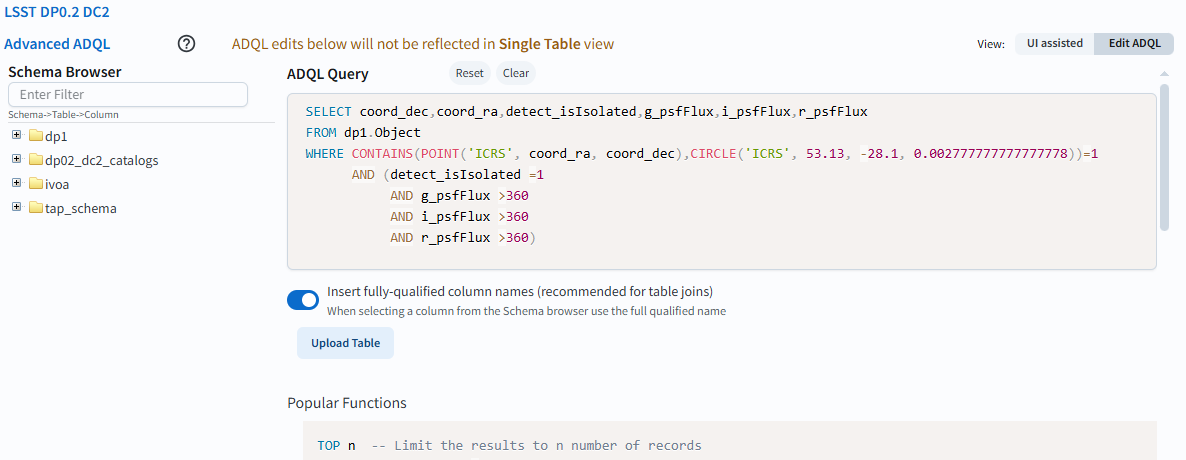 LSST DP0.2 DC2
Advanced ADQL
ADQL edits below will not be reflected in Single Table view
View:
UI assisted
Edit ADQL
Schema Browser
Enter Filter
Schema->Table->Column
dp1
dp02_dc2_catalogs
ivoa
tap_schema
ADQL Query
Reset
Clear
SELECT coord_dec,coord_ra,detect_isIsolated,g_psfFlux,i_psfFlux,r_psfFlux
FROM dp1.Object
WHERE CONTAINS(POINT('ICRS', coord_ra, coord_dec),CIRCLE('ICRS', 53.13, -28.1, 0.002777777777777778))=1
AND (detect_isIsolated =1
AND g_psfFlux >360
AND i_psfFlux >360
AND r_psfFlux >360)
Insert fully-qualified column names (recommended for table joins)
When selecting a column from the Schema browser use the full qualified name
Upload Table
Popular Functions
TOP n -- Limit the results to n number of records